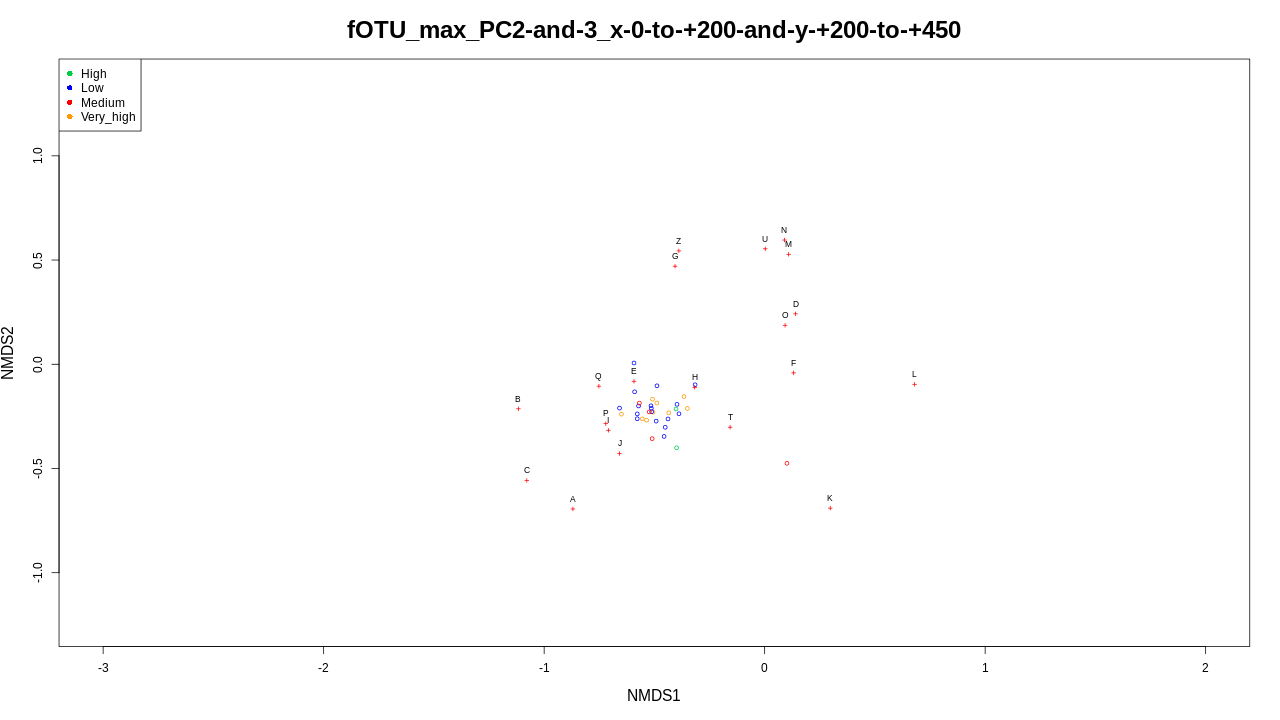 fOTU_max_PC2-and-3_x-0-to-+200-and-y-+200-to-+450
High
Low
Medium
Very_high
1.0
0.5
0.0
-0.5
-1.0
NMDS2
N
U
M
Z
G
D
O
F
L
Q
E
H
B
P
I
T
J
C
A
K
-3
-2
-1
0
1
2
NMDS1